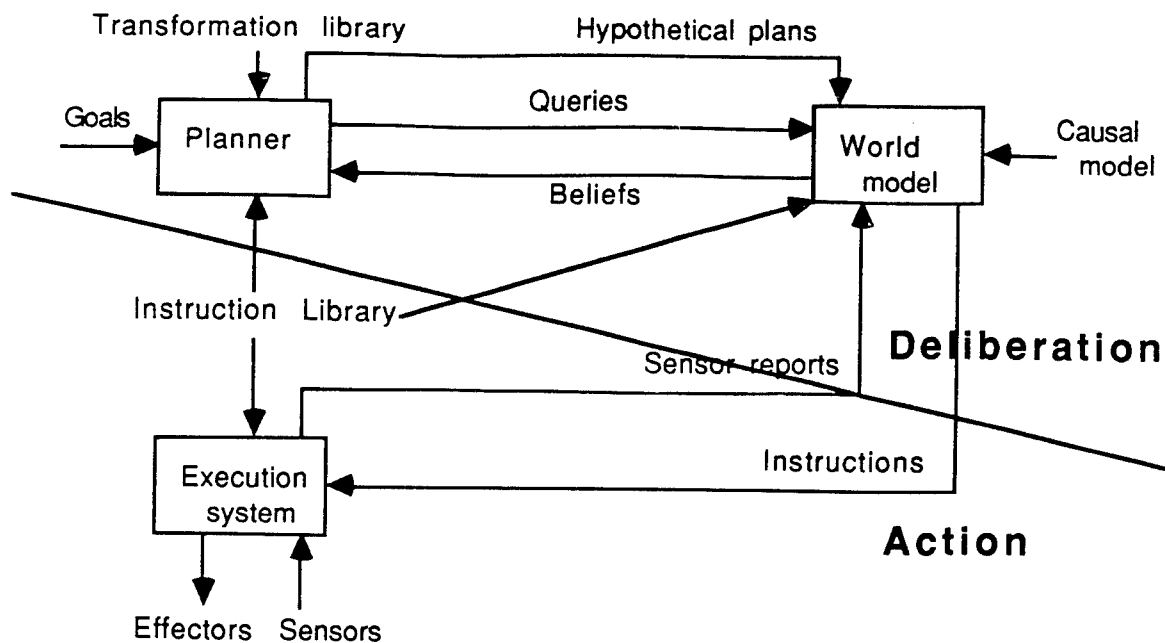 Transformation library
Hypothetical plans
Goals
Planner
Queries
World
model
Causal
model
Beliefs
Instruction Library
Deliberation
Sensor reports
Execution
system
Instructions
Action
Effectors Sensors